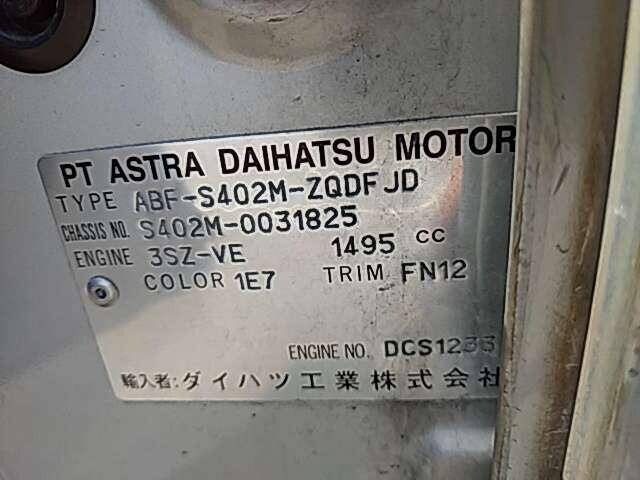 PT ASTRA DAIHATSU MOTOR
TYPE ABF-S402M-ZQDFJD
CHASSIS NO. S402M-0031825
ENGINE 3SZ-VE 1495 CC
COLOR 1E7 TRIM FN12
ENGINE NO. DCS1233
輸入者:ダイハツ工業株式会社